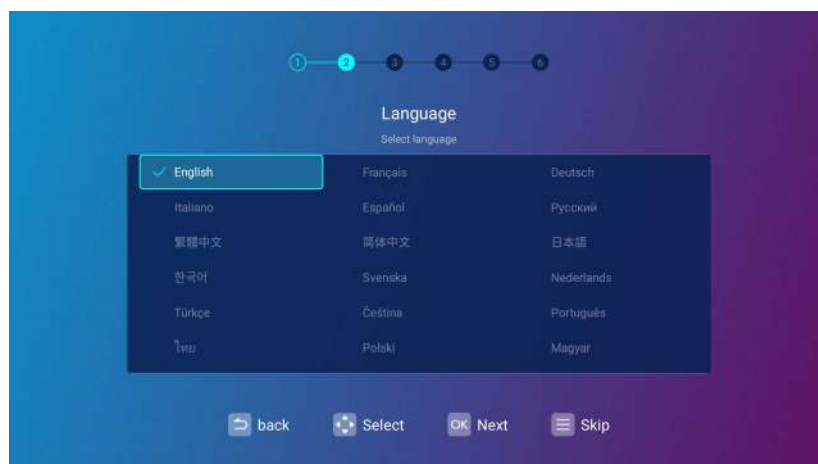 1 2 3 4 5 6
Language
Select language
English Français Deutsch
Italiano Español Русский
繁體中文 简体中文 日本語
한국어 Svenska Nederlands
Türkçe Čeština Português
ไทย Polski Magyar
back Select OK Next Skip